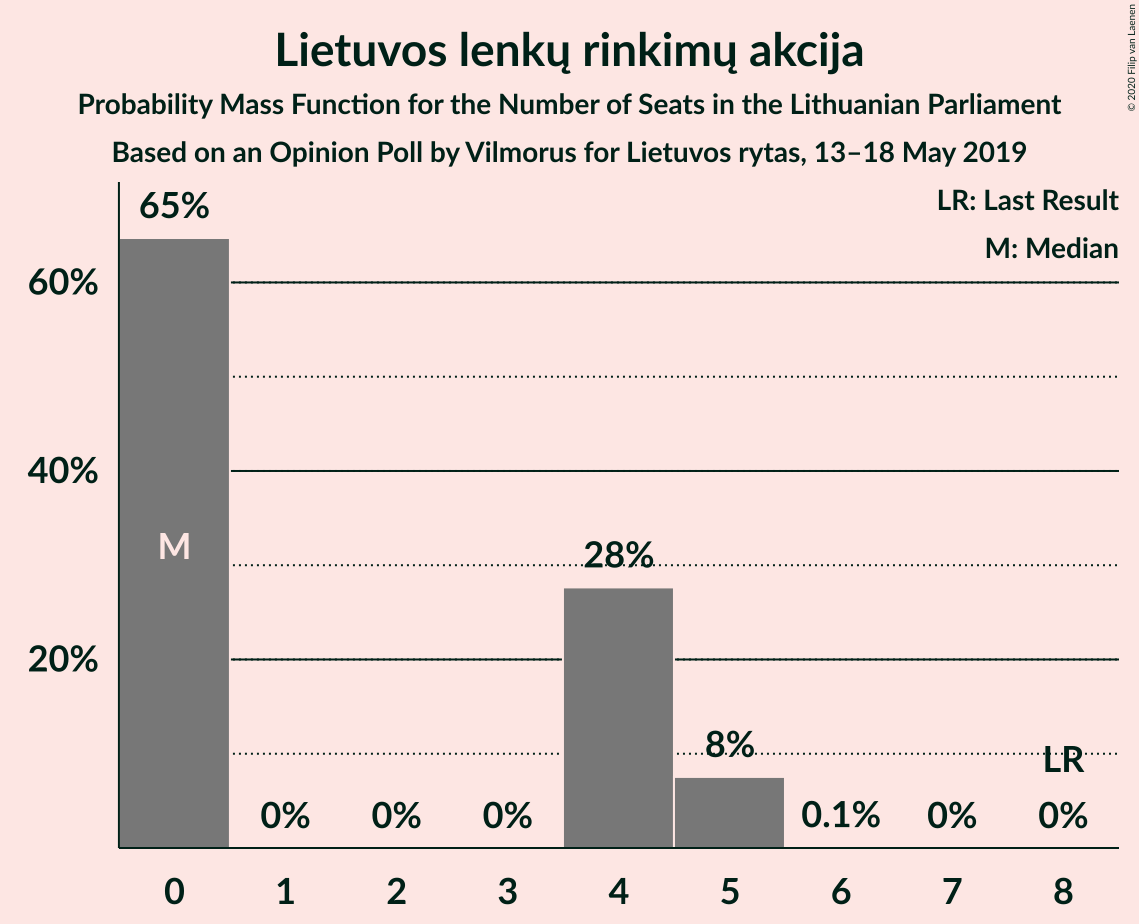 Lietuvos lenkų rinkimų akcija
Probability Mass Function for the Number of Seats in the Lithuanian Parliament
Based on an Opinion Poll by Vilmorus for Lietuvos rytas, 13–18 May 2019
© 2020 Filip van Laenen
LR: Last Result
M: Median
65%
60%
40%
M
28%
20%
8%
LR
0%
0%
0%
0.1%
0%
0%
0
1
2
3
4
5
6
7
8